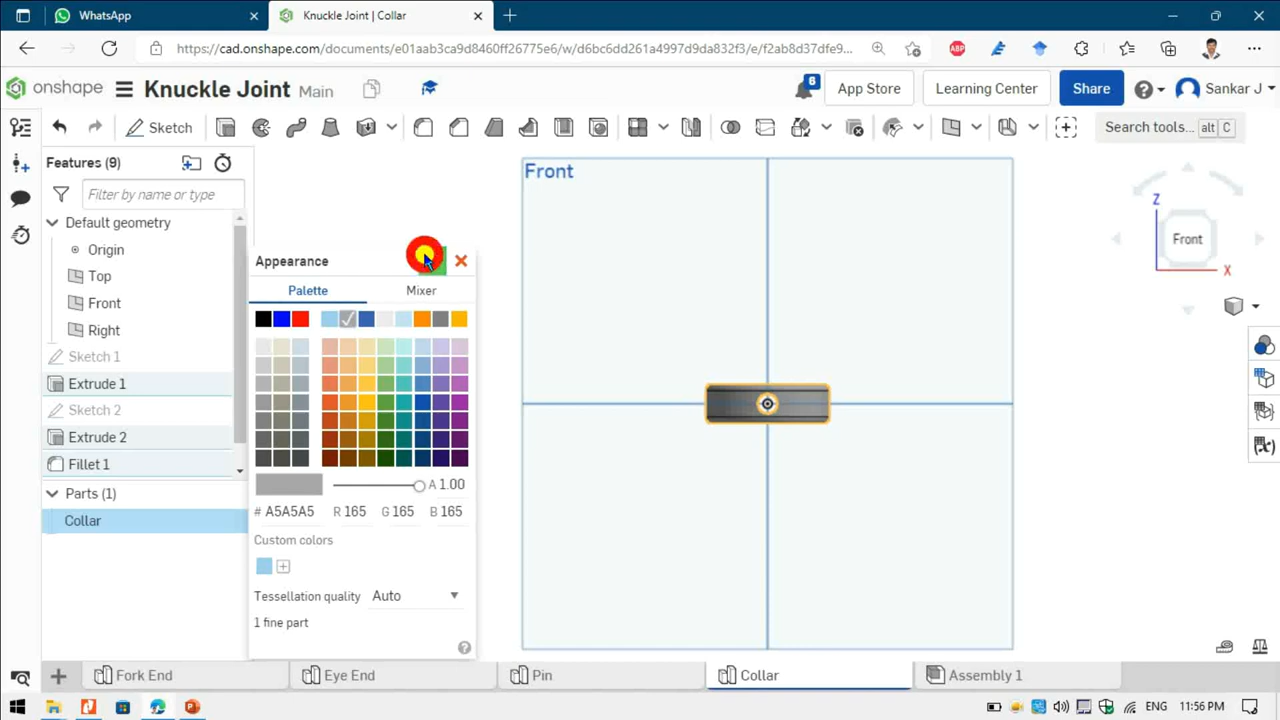 WhatsApp
Knuckle Joint | Collar
https://cad.onshape.com/documents/e01aab3ca9d8460ff26775e6/w/d6bc6dd261a4997d9da832f3/e/f2ab8d37dfe9...
ABP
onshape
Knuckle Joint Main
6
App Store
Learning Center
Share
Sankar J
Sketch
Search tools... alt C
Features (9)
Filter by name or type
Default geometry
Origin
Top
Front
Right
Sketch 1
Extrude 1
Sketch 2
Extrude 2
Fillet 1
Parts (1)
Collar
Appearance
Palette
Mixer
A 1.00
# A5A5A5 R 165 G 165 B 165
Custom colors
Tessellation quality Auto
1 fine part
Front
Z
Front
X
(x)
Fork End
Eye End
Pin
Collar
Assembly 1
ENG
11:56 PM